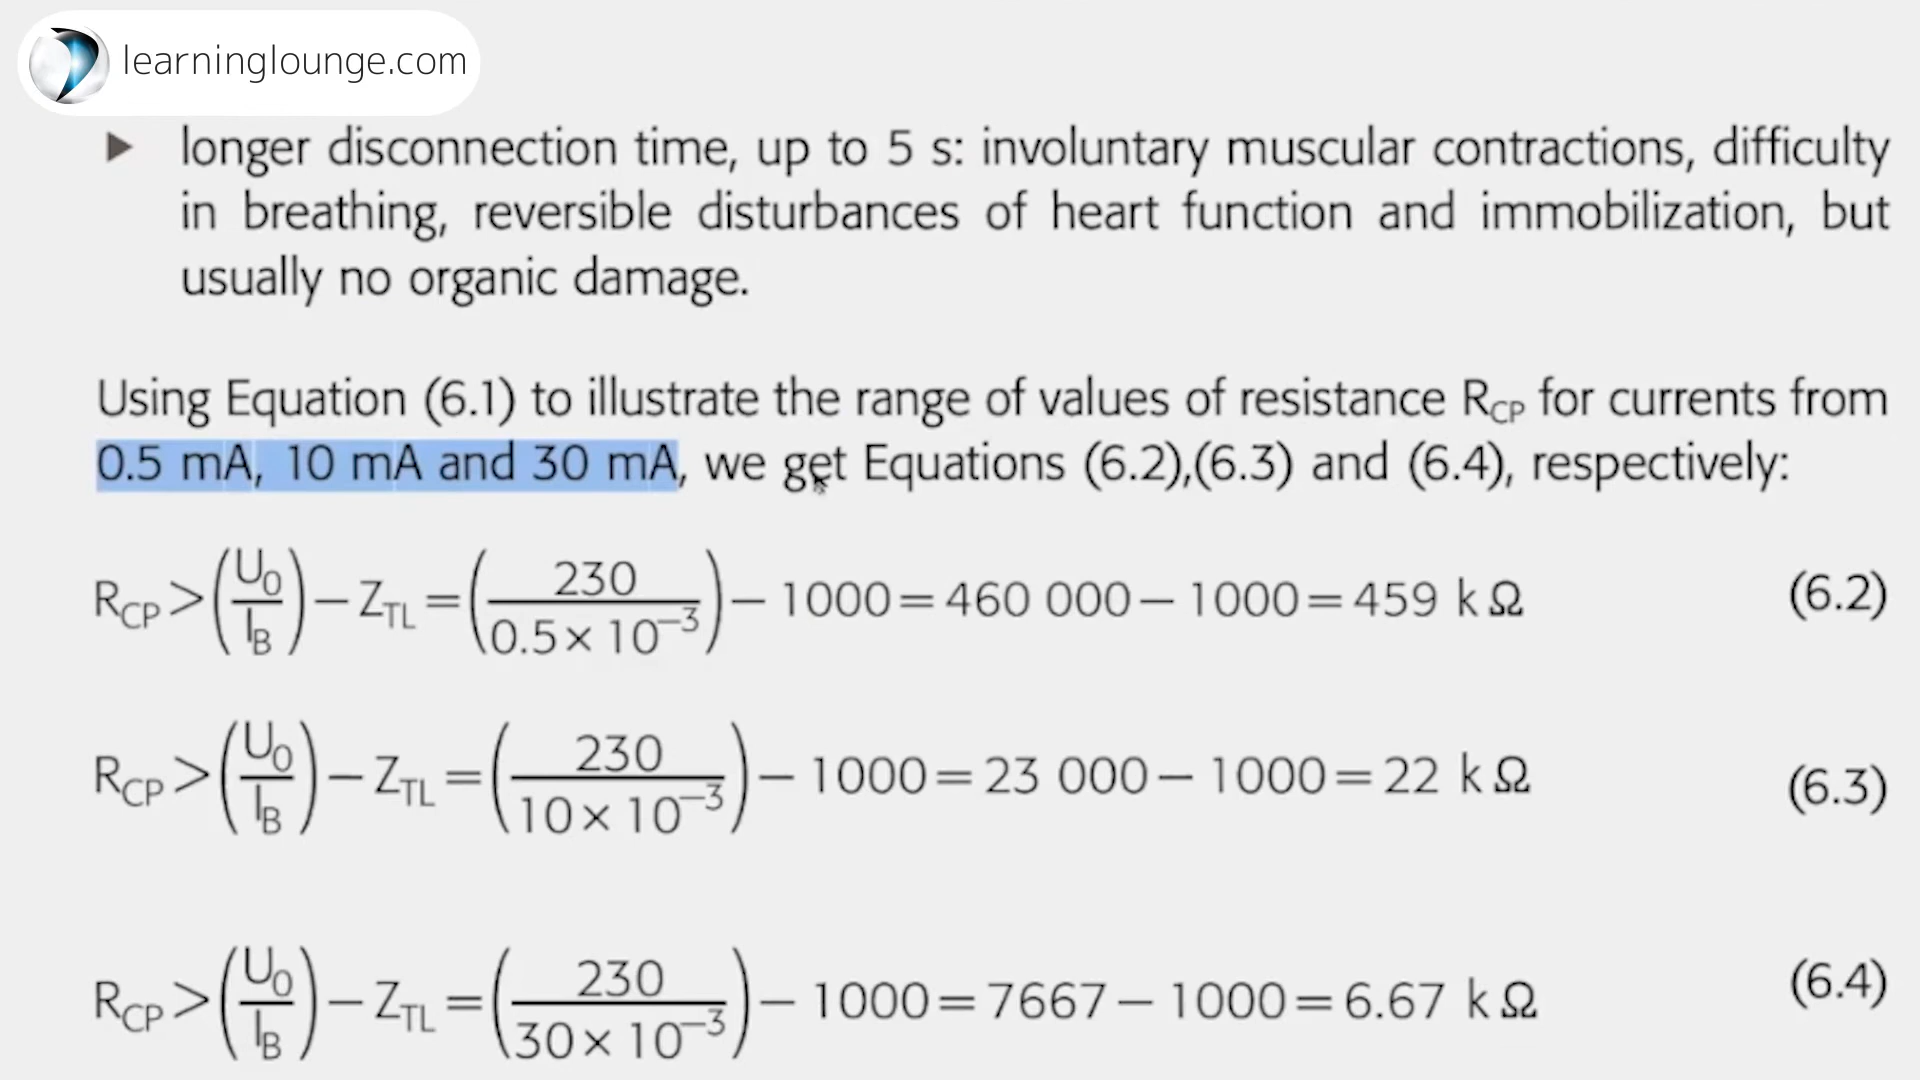 learninglounge.com
▶ longer disconnection time, up to 5 s: involuntary muscular contractions, difficulty
in breathing, reversible disturbances of heart function and immobilization, but
usually no organic damage.
Using Equation (6.1) to illustrate the range of values of resistance R_CP for currents from
0.5 mA, 10 mA and 30 mA, we get Equations (6.2),(6.3) and (6.4), respectively:
R_CP > (U_0/I_B) − Z_TL = (230/0.5 × 10⁻³) − 1000 = 460 000 − 1000 = 459 k Ω (6.2)
R_CP > (U_0/I_B) − Z_TL = (230/10 × 10⁻³) − 1000 = 23 000 − 1000 = 22 k Ω (6.3)
R_CP > (U_0/I_B) − Z_TL = (230/30 × 10⁻³) − 1000 = 7667 − 1000 = 6.67 k Ω (6.4)